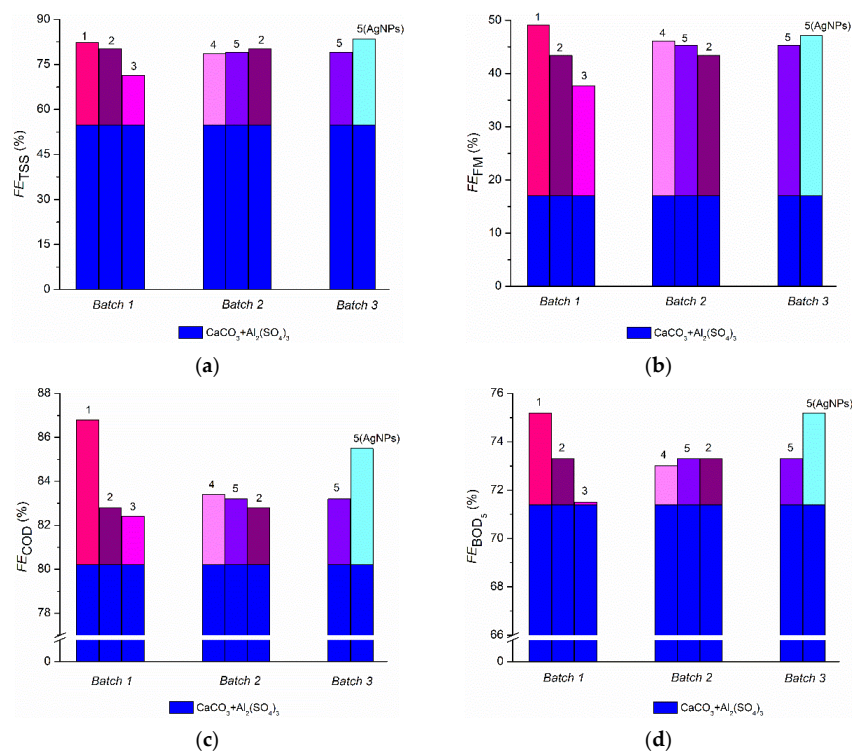 90
75
60
45
30
15
0
FE_TSS (%)
1
2
3
4
5
2
5
5(AgNPs)
Batch 1
Batch 2
Batch 3
CaCO₃+Al₂(SO₄)₃
(a)
50
40
30
20
10
0
FE_FM (%)
1
2
3
4
5
2
5
5(AgNPs)
Batch 1
Batch 2
Batch 3
CaCO₃+Al₂(SO₄)₃
(b)
88
86
84
82
80
78
0
FE_COD (%)
1
2
3
4
5
2
5
5(AgNPs)
Batch 1
Batch 2
Batch 3
CaCO₃+Al₂(SO₄)₃
(c)
76
74
72
70
68
66
0
FE_BOD₅ (%)
1
2
3
4
5
2
5
5(AgNPs)
Batch 1
Batch 2
Batch 3
CaCO₃+Al₂(SO₄)₃
(d)